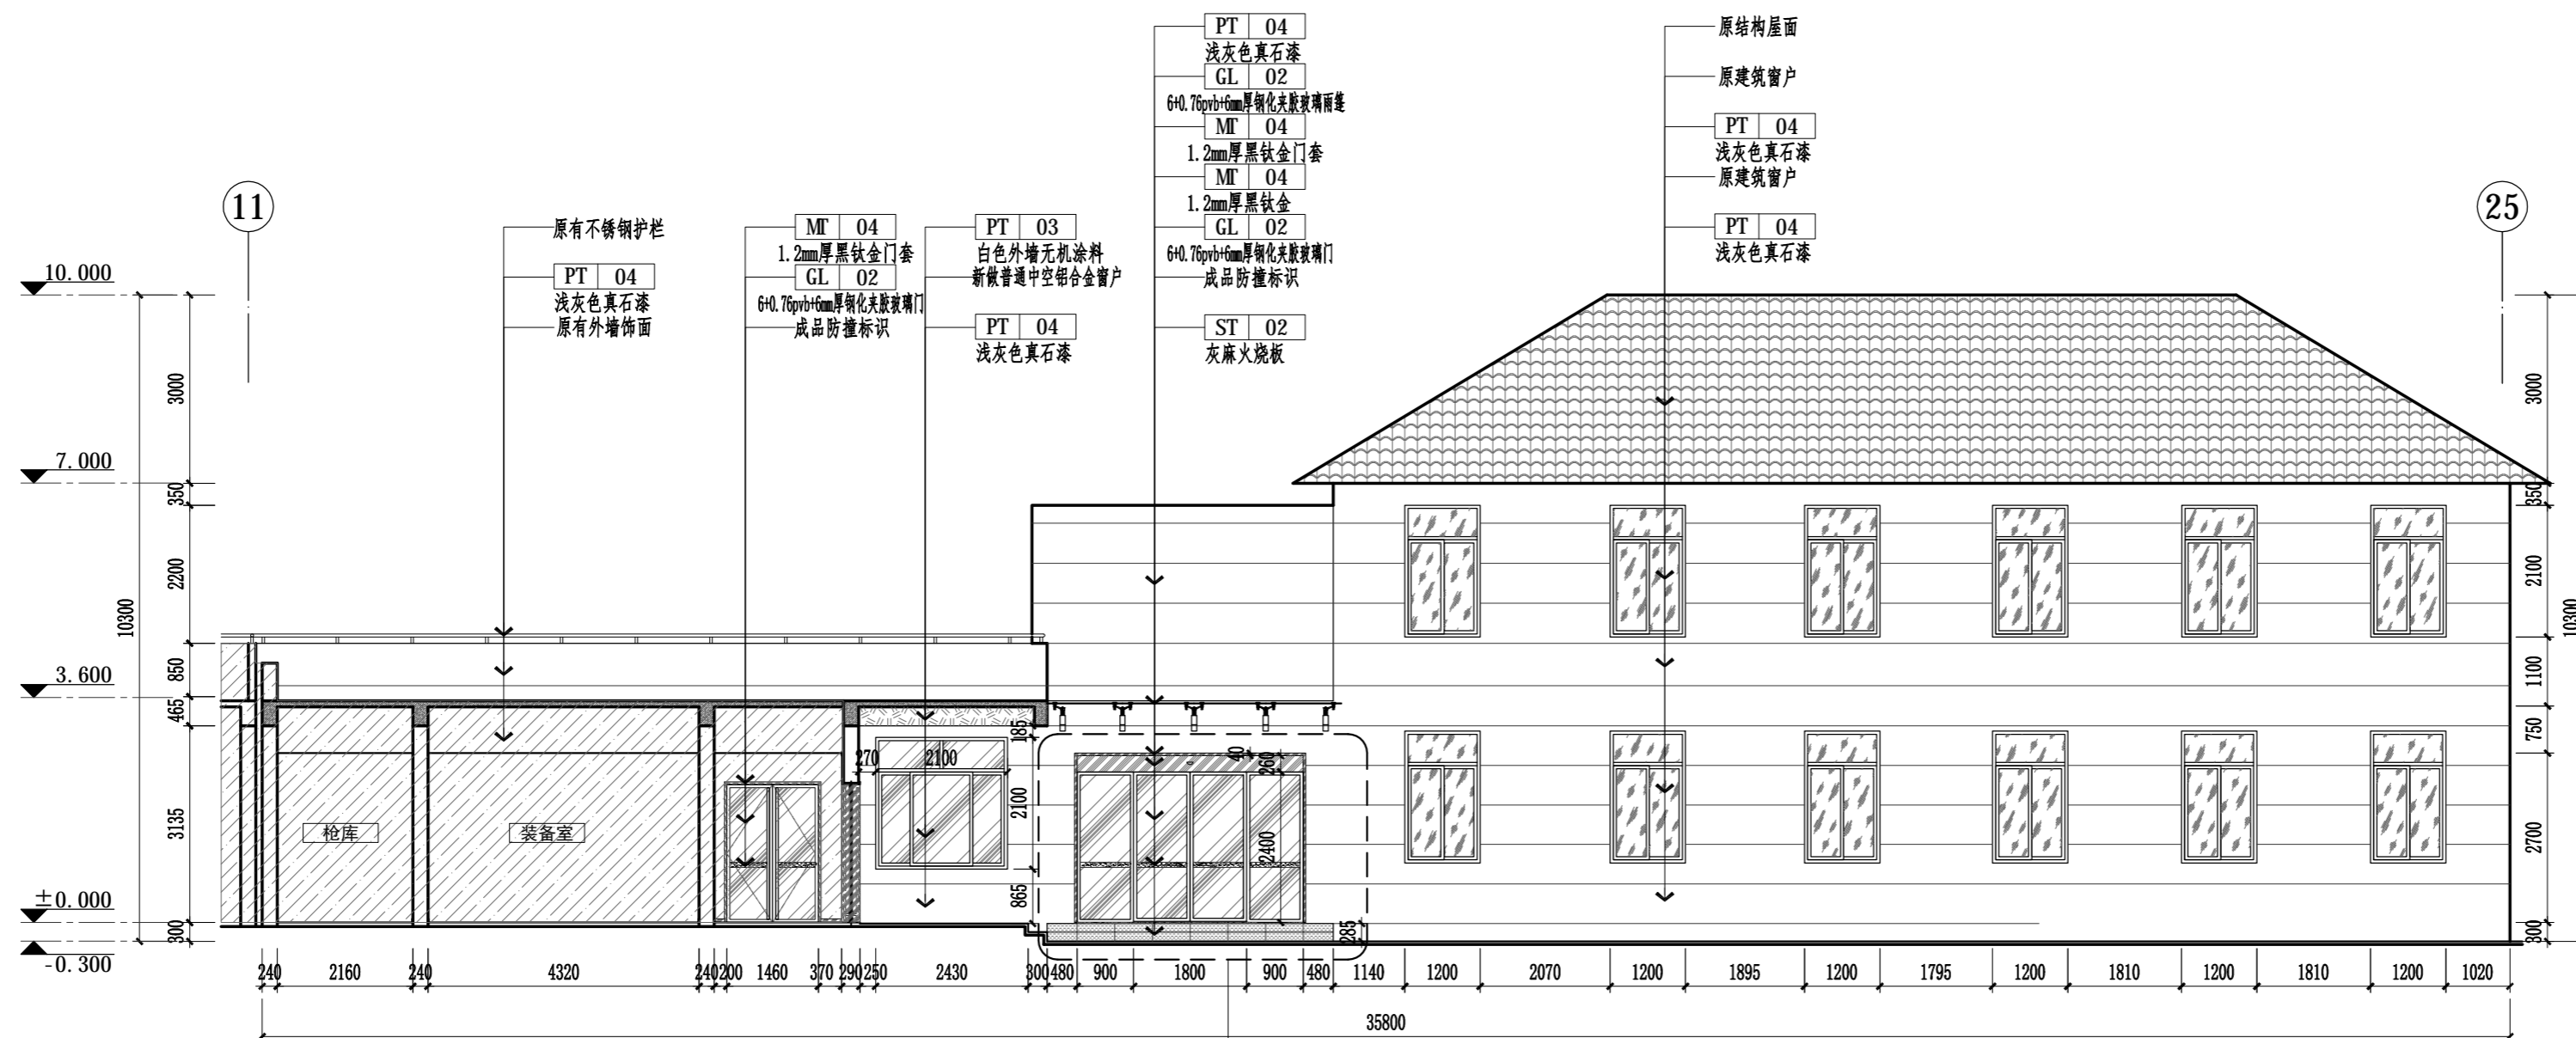 PT 04
浅灰色真石漆
GL 02
6+0.76pvb+6mm厚钢化夹胶玻璃雨篷
MT 04
1.2mm厚黑钛金门套
MT 04
1.2mm厚黑钛金
GL 02
6+0.76pvb+6mm厚钢化夹胶玻璃门
成品防撞标识
ST 02
灰麻火烧板
原结构屋面
原建筑窗户
PT 04
浅灰色真石漆
原建筑窗户
PT 04
浅灰色真石漆
11
25
原有不锈钢护栏
PT 04
浅灰色真石漆
原有外墙饰面
MT 04
1.2mm厚黑钛金门套
GL 02
6+0.76pvb+6mm厚钢化夹胶玻璃门
成品防撞标识
PT 03
白色外墙无机涂料
新做普通中空铝合金窗户
PT 04
浅灰色真石漆
10.000
7.000
3.600
±0.000
-0.300
10300
3000
350
2200
850
465
3135
300
枪库
装备室
270
2100
185
2100
865
40
260
2400
285
3000
350
2100
1100
750
2700
300
10300
240
2160
240
4320
240
200
1460
370
290
250
2430
300
480
900
1800
900
480
1140
1200
2070
1200
1895
1200
1795
1200
1810
1200
1810
1200
1020
35800